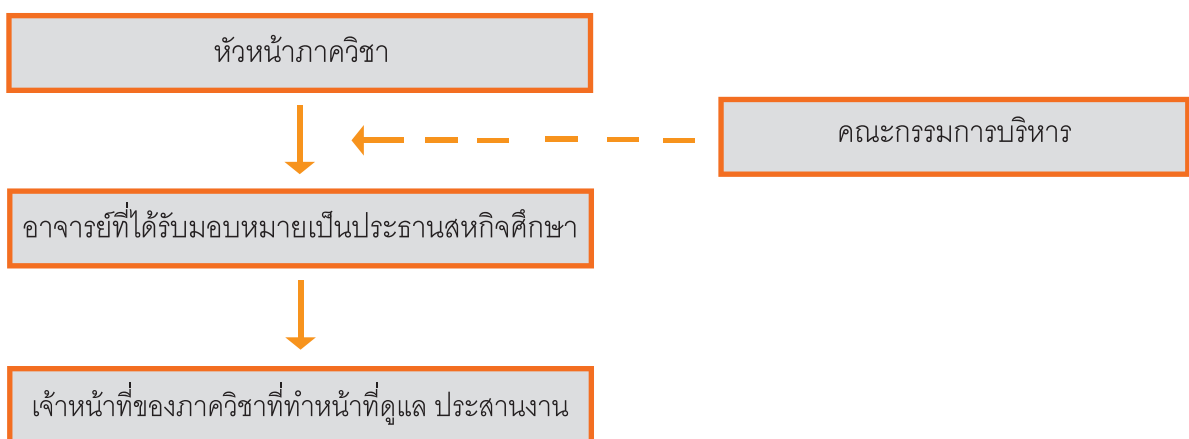 หัวหน้าภาควิชา
คณะกรรมการบริหาร
อาจารย์ที่ได้รับมอบหมายเป็นประธานสหกิจศึกษา
เจ้าหน้าที่ของภาควิชาที่ทำหน้าที่ดูแล ประสานงาน